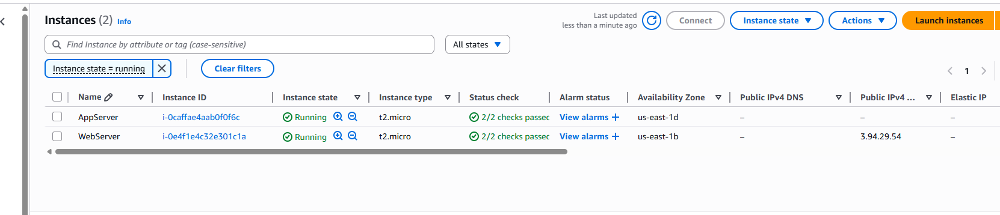 Instances (2) Info
Last updated
less than a minute ago
Connect
Instance state
Actions
Launch instances
Find Instance by attribute or tag (case-sensitive)
All states
Instance state = running
Clear filters
1
Name Instance ID Instance state Instance type Status check Alarm status Availability Zone Public IPv4 DNS Public IPv4 ... Elastic IP
AppServer i-0caffae4aab0f0f6c Running t2.micro 2/2 checks passec View alarms + us-east-1d – – –
WebServer i-0e4f1e4c32e301c1a Running t2.micro 2/2 checks passec View alarms + us-east-1b – 3.94.29.54 –